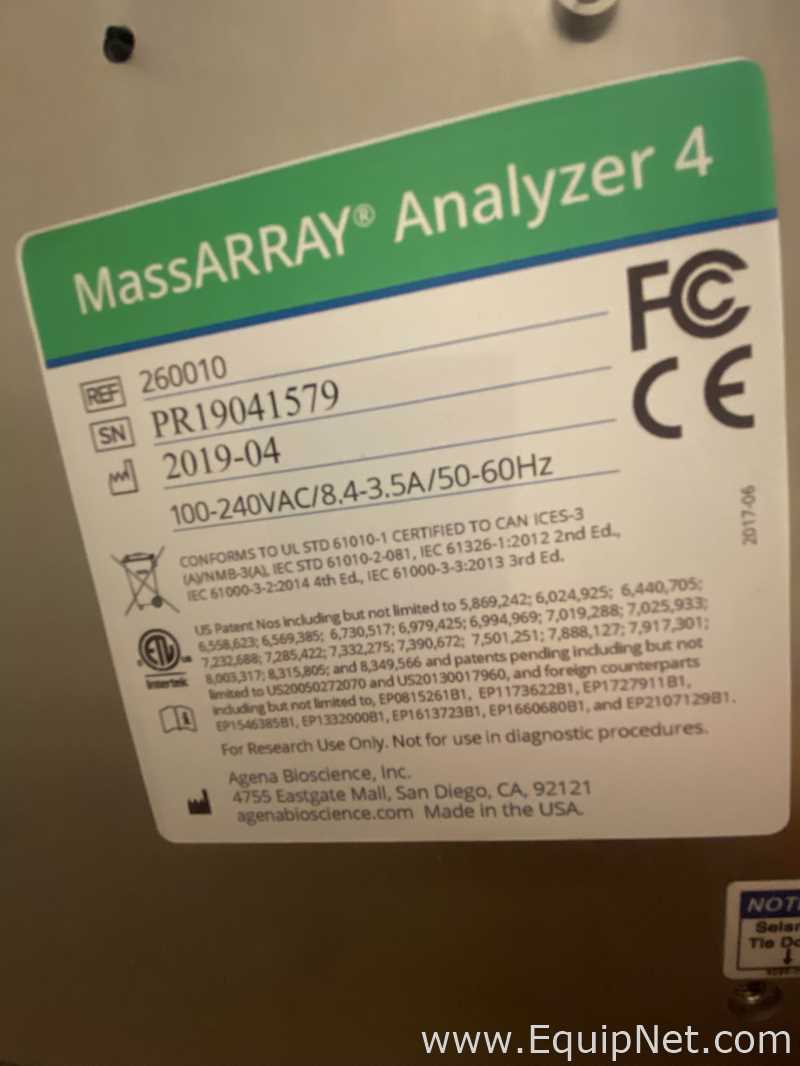 MassARRAY® Analyzer 4
FC
CE
REF 260010
SN PR19041579
2019-04
100-240VAC/8.4-3.5A/50-60Hz
2017-06
CONFORMS TO UL STD 61010-1 CERTIFIED TO CAN ICES-3
(A)/NMB-3(A), IEC STD 61010-2-081, IEC 61326-1:2012 2nd Ed.,
IEC 61000-3-2:2014 4th Ed., IEC 61000-3-3:2013 3rd Ed.
ETL
Intertek
US Patent Nos including but not limited to 5,869,242; 6,024,925; 6,440,705;
6,558,623; 6,569,385; 6,730,517; 6,979,425; 6,994,969; 7,019,288; 7,025,933;
7,232,688; 7,285,422; 7,332,275; 7,390,672; 7,501,251; 7,888,127; 7,917,301;
8,003,317; 8,315,805; and 8,349,566 and patents pending including but not
limited to US20050272070 and US20130017960, and foreign counterparts
including but not limited to, EP0815261B1, EP1173622B1, EP1727911B1,
EP1546385B1, EP1332000B1, EP1613723B1, EP1660680B1, and EP2107129B1.
For Research Use Only. Not for use in diagnostic procedures.
Agena Bioscience, Inc.
4755 Eastgate Mall, San Diego, CA, 92121
agenabioscience.com Made in the USA.
Tie
www.EquipNet.com